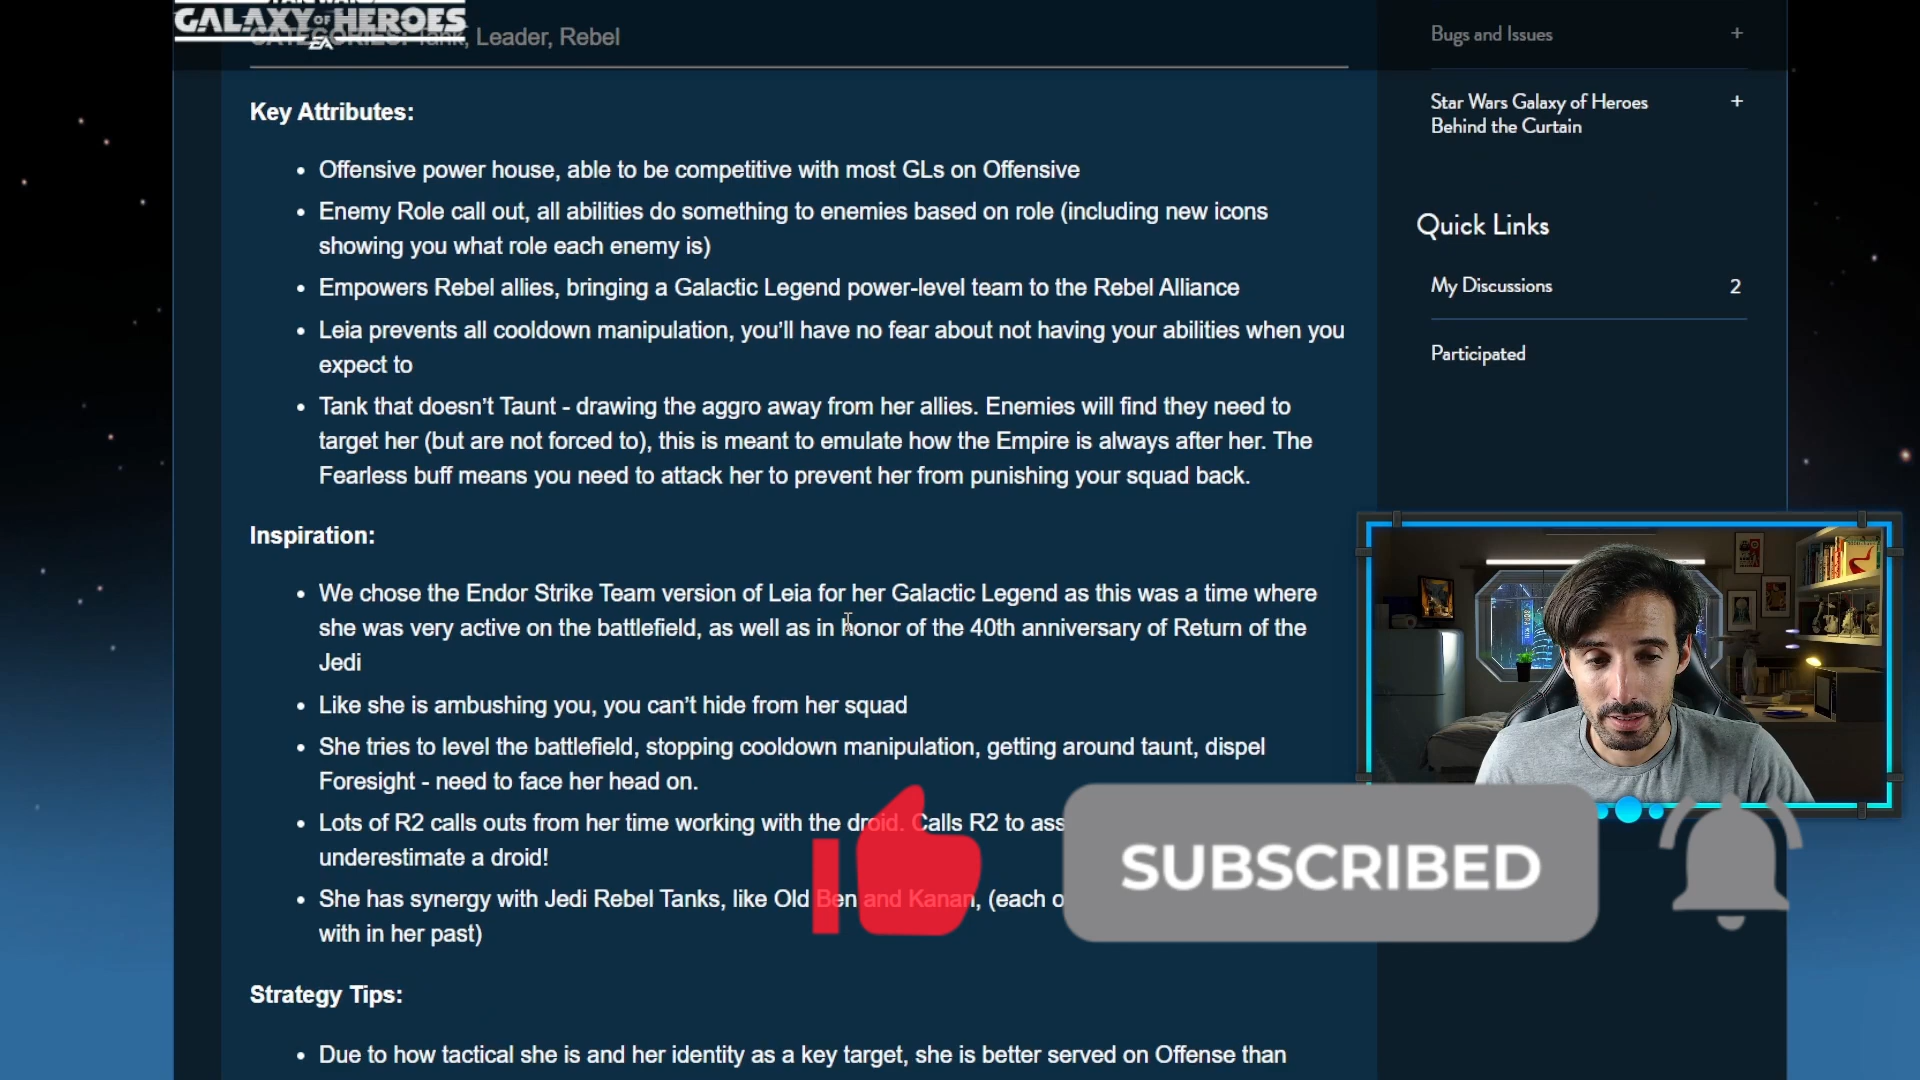 GALAXY OF HEROES
EA
CATEGORIES: Tank, Leader, Rebel
Key Attributes:
• Offensive power house, able to be competitive with most GLs on Offensive
• Enemy Role call out, all abilities do something to enemies based on role (including new icons
showing you what role each enemy is)
• Empowers Rebel allies, bringing a Galactic Legend power-level team to the Rebel Alliance
• Leia prevents all cooldown manipulation, you’ll have no fear about not having your abilities when you
expect to
• Tank that doesn’t Taunt - drawing the aggro away from her allies. Enemies will find they need to
target her (but are not forced to), this is meant to emulate how the Empire is always after her. The
Fearless buff means you need to attack her to prevent her from punishing your squad back.
Inspiration:
• We chose the Endor Strike Team version of Leia for her Galactic Legend as this was a time where
she was very active on the battlefield, as well as in honor of the 40th anniversary of Return of the
Jedi
• Like she is ambushing you, you can’t hide from her squad
• She tries to level the battlefield, stopping cooldown manipulation, getting around taunt, dispel
Foresight - need to face her head on.
• Lots of R2 calls outs from her time working with the droid. Calls R2 to
underestimate a droid!
• She has synergy with Jedi Rebel Tanks, like Old Ben and Kanan, (each
with in her past)
Strategy Tips:
• Due to how tactical she is and her identity as a key target, she is better served on Offense than
Bugs and Issues +
Star Wars Galaxy of Heroes +
Behind the Curtain
Quick Links
My Discussions 2
Participated
SUBSCRIBED